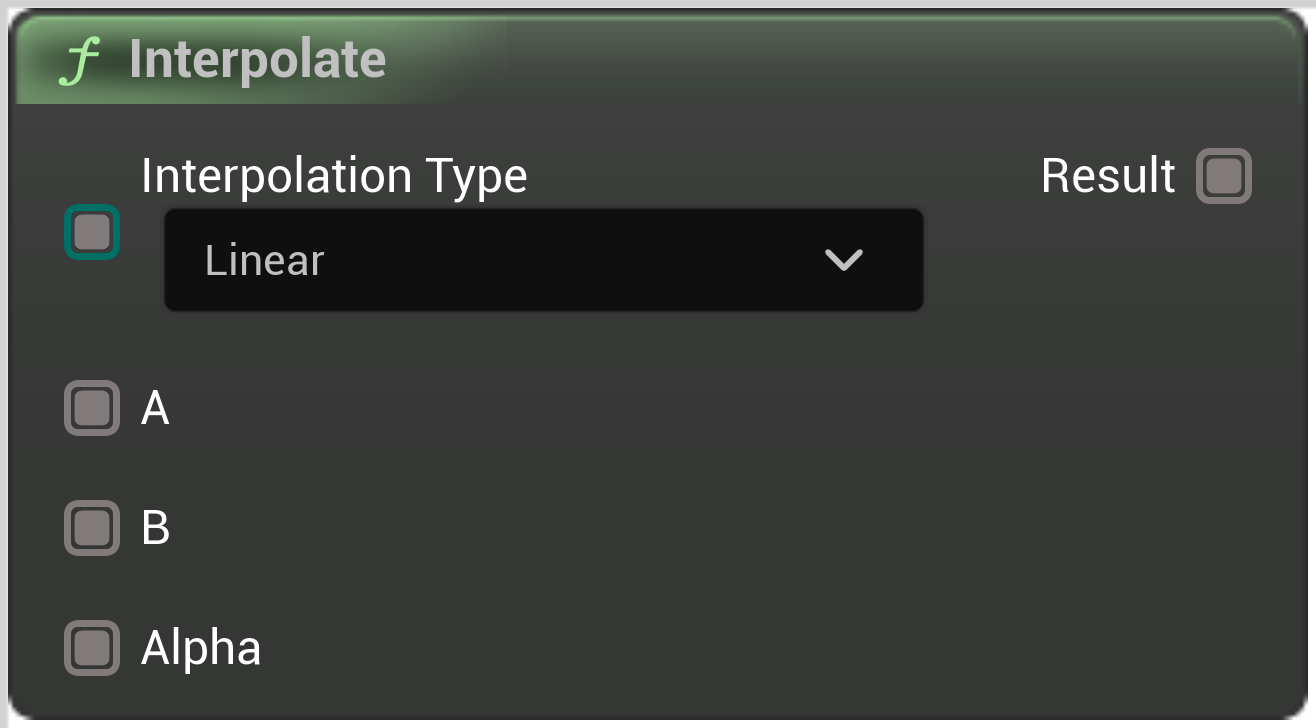 f Interpolate
Interpolation Type
Result
Linear
A
B
Alpha